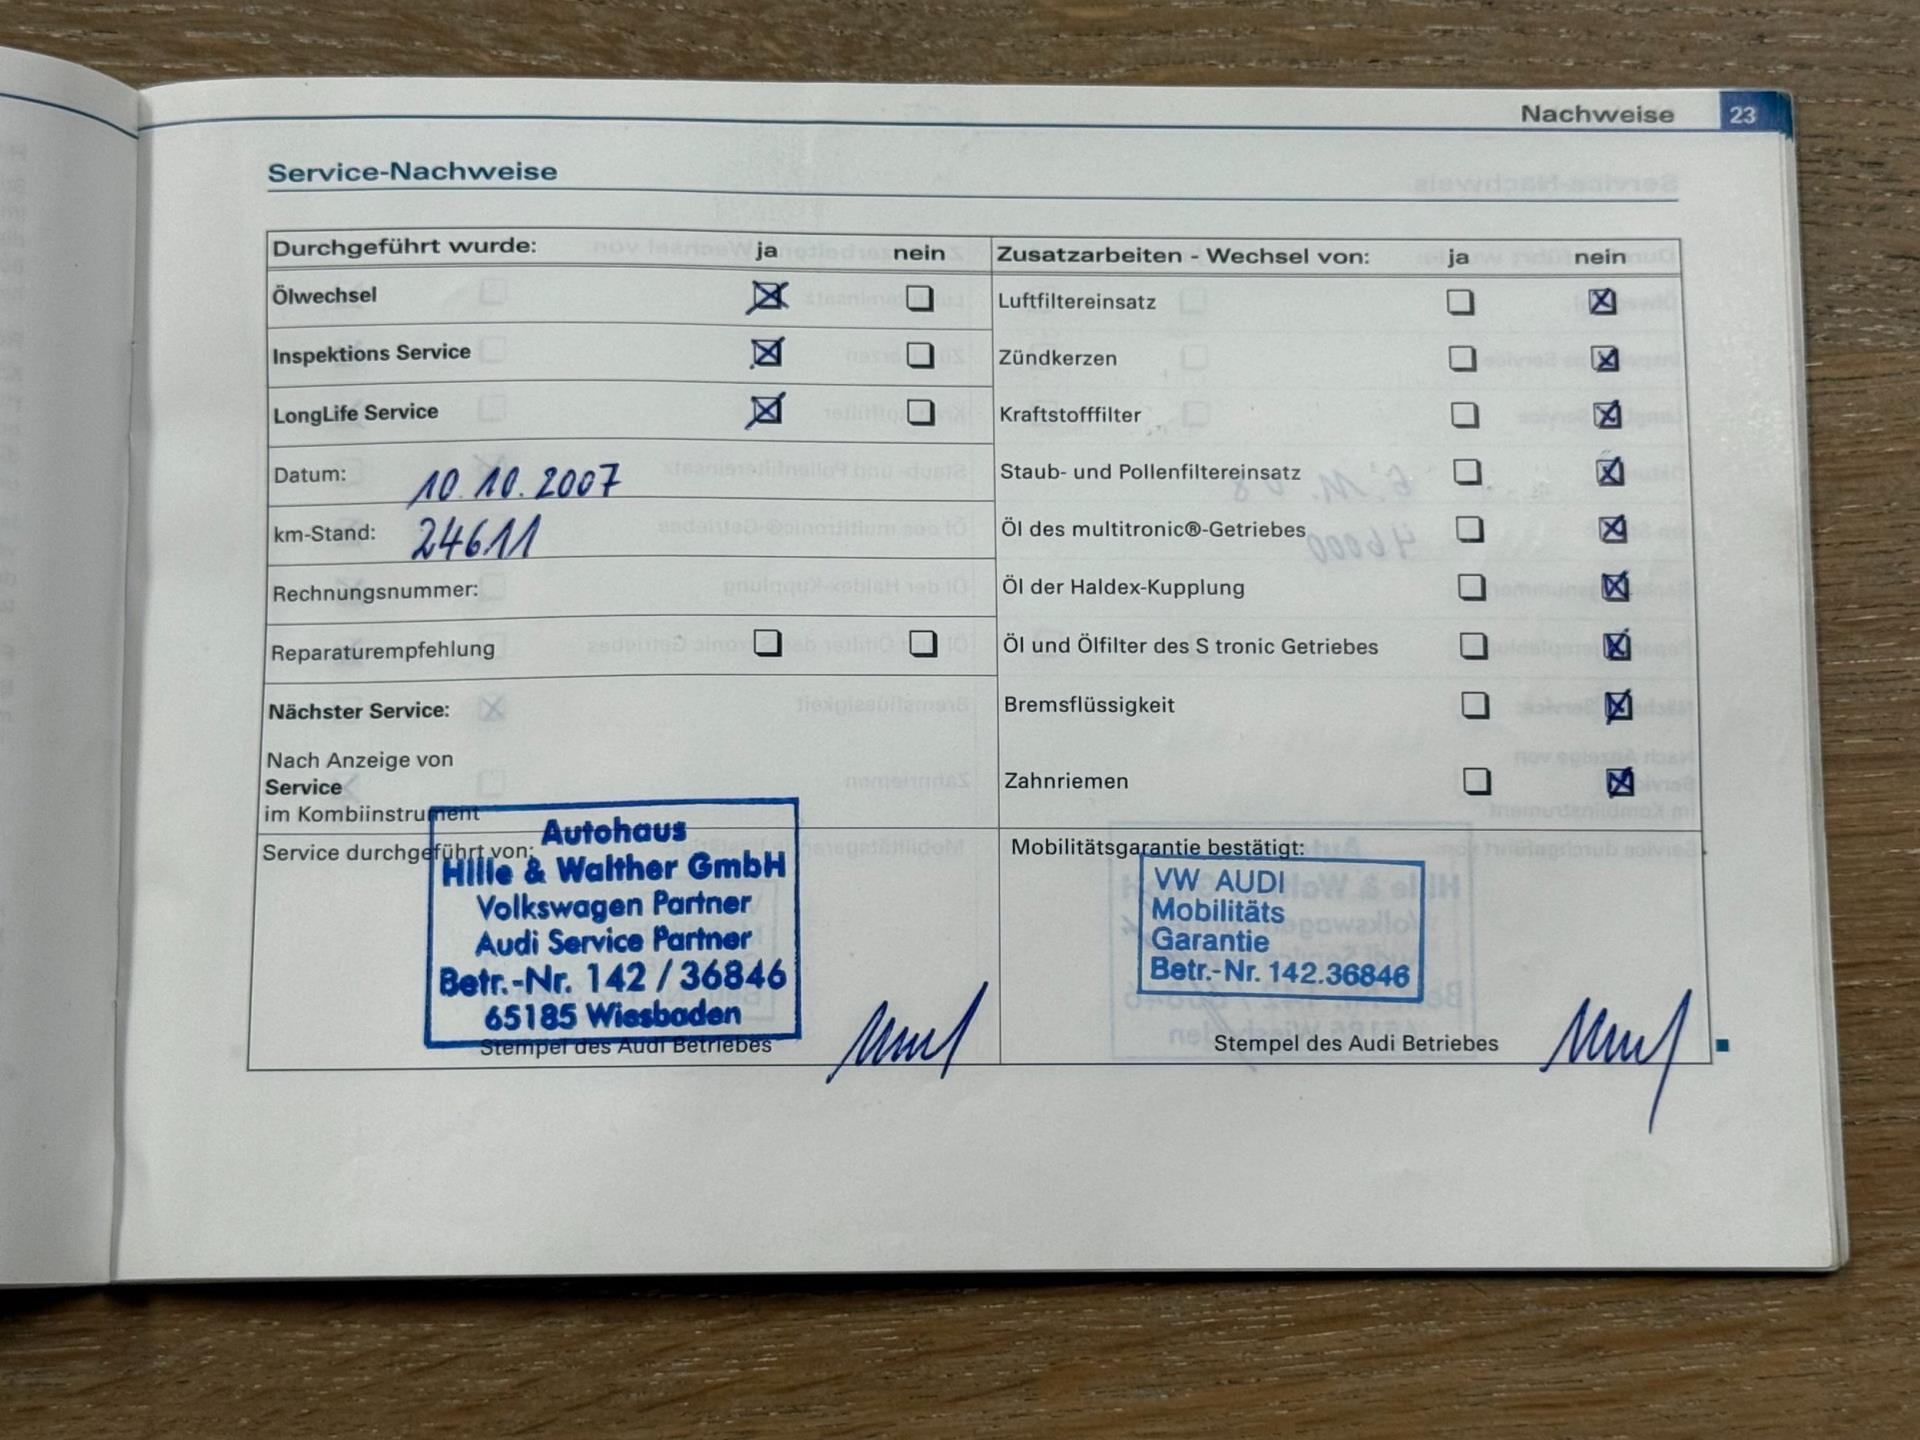 Nachweise 23
Service-Nachweise
Durchgeführt wurde: ja nein
Ölwechsel
Inspektions Service
LongLife Service
Datum: 10.10.2007
km-Stand: 24611
Rechnungsnummer:
Reparaturempfehlung
Nächster Service:
Nach Anzeige von
Service
im Kombiinstrument
Service durchgeführt von:
Autohaus
Hille & Walther GmbH
Volkswagen Partner
Audi Service Partner
Betr.-Nr. 142 / 36846
65185 Wiesbaden
Stempel des Audi Betriebes
Zusatzarbeiten - Wechsel von: ja nein
Luftfiltereinsatz
Zündkerzen
Kraftstofffilter
Staub- und Pollenfiltereinsatz
Öl des multitronic®-Getriebes
Öl der Haldex-Kupplung
Öl und Ölfilter des S tronic Getriebes
Bremsflüssigkeit
Zahnriemen
Mobilitätsgarantie bestätigt:
VW AUDI
Mobilitäts
Garantie
Betr.-Nr. 142.36846
Stempel des Audi Betriebes